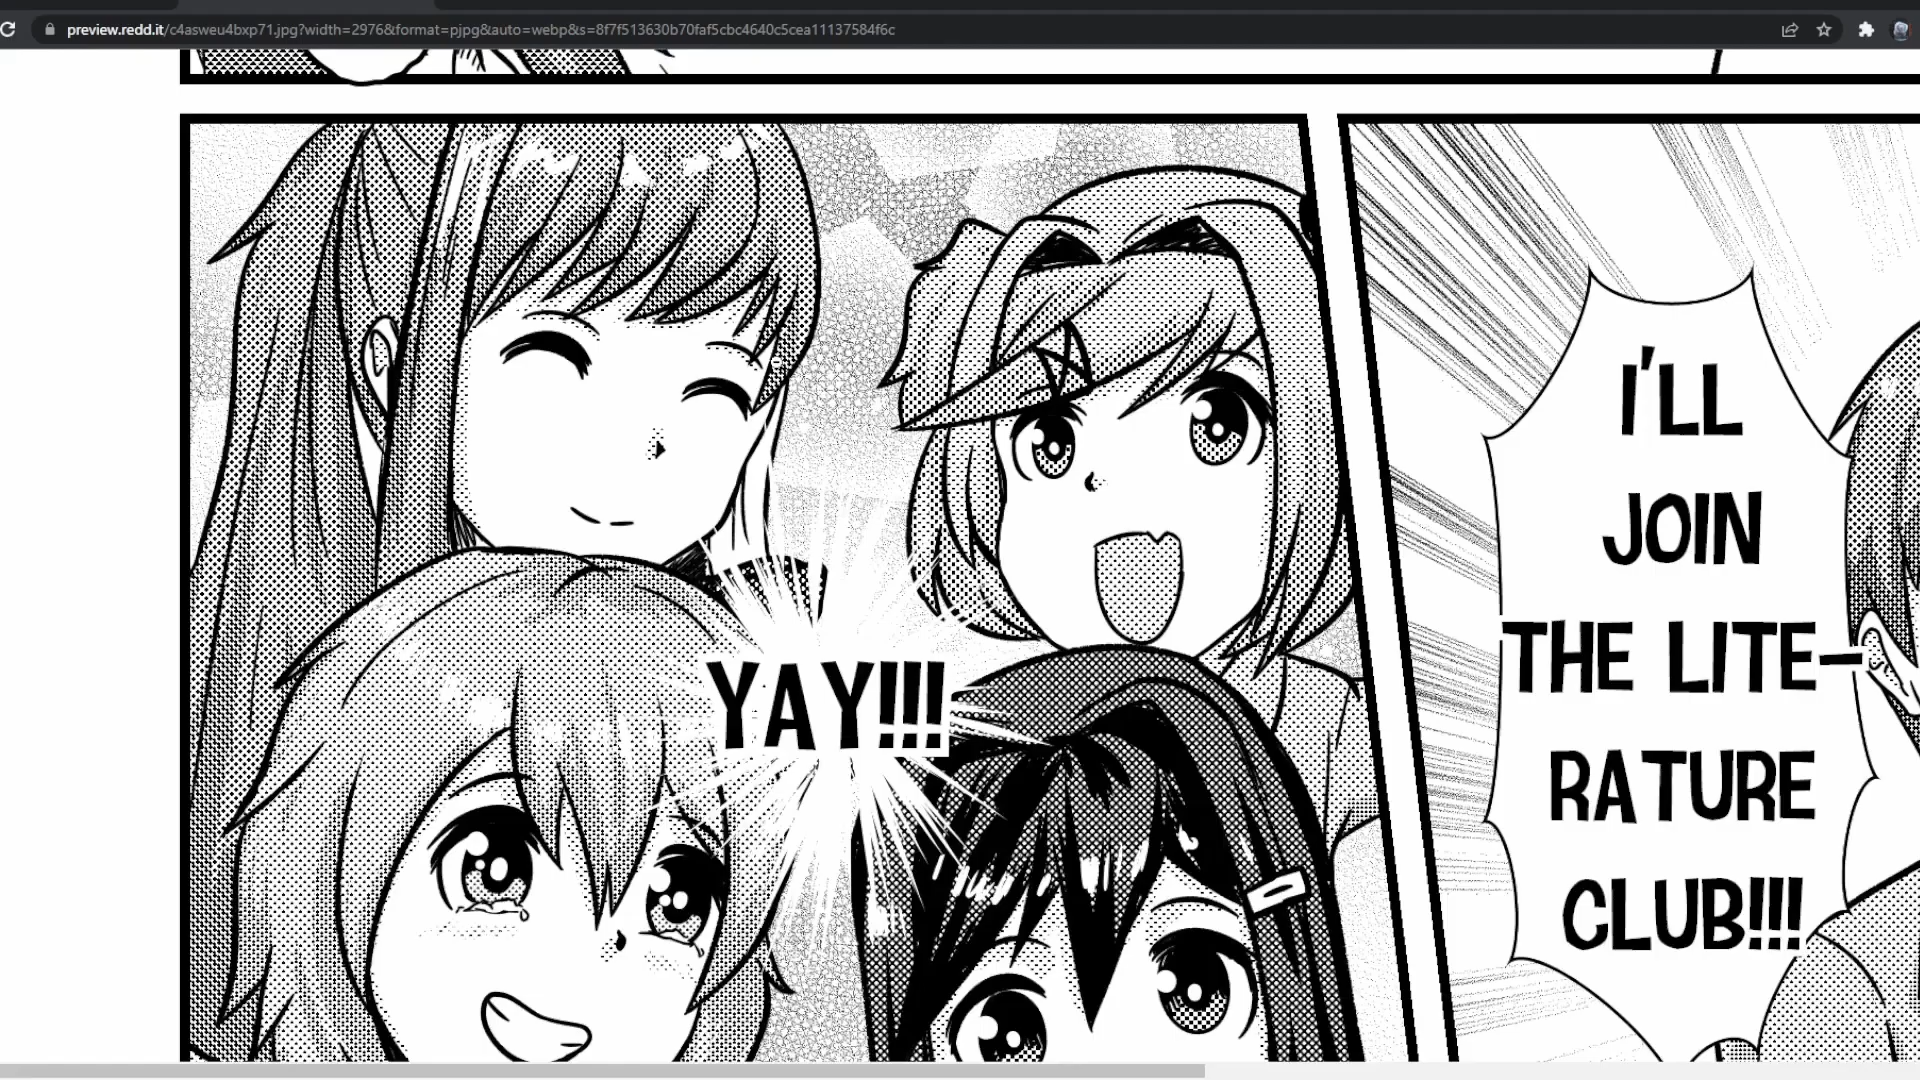 preview.redd.it/c4asweu4bxp71.jpg?width=2976&format=pjpg&auto=webp&s=8f7f513630b70faf5cbc4640c5cea11137584f6c
YAY!!!
I'LL
JOIN
THE LITE-
RATURE
CLUB!!!